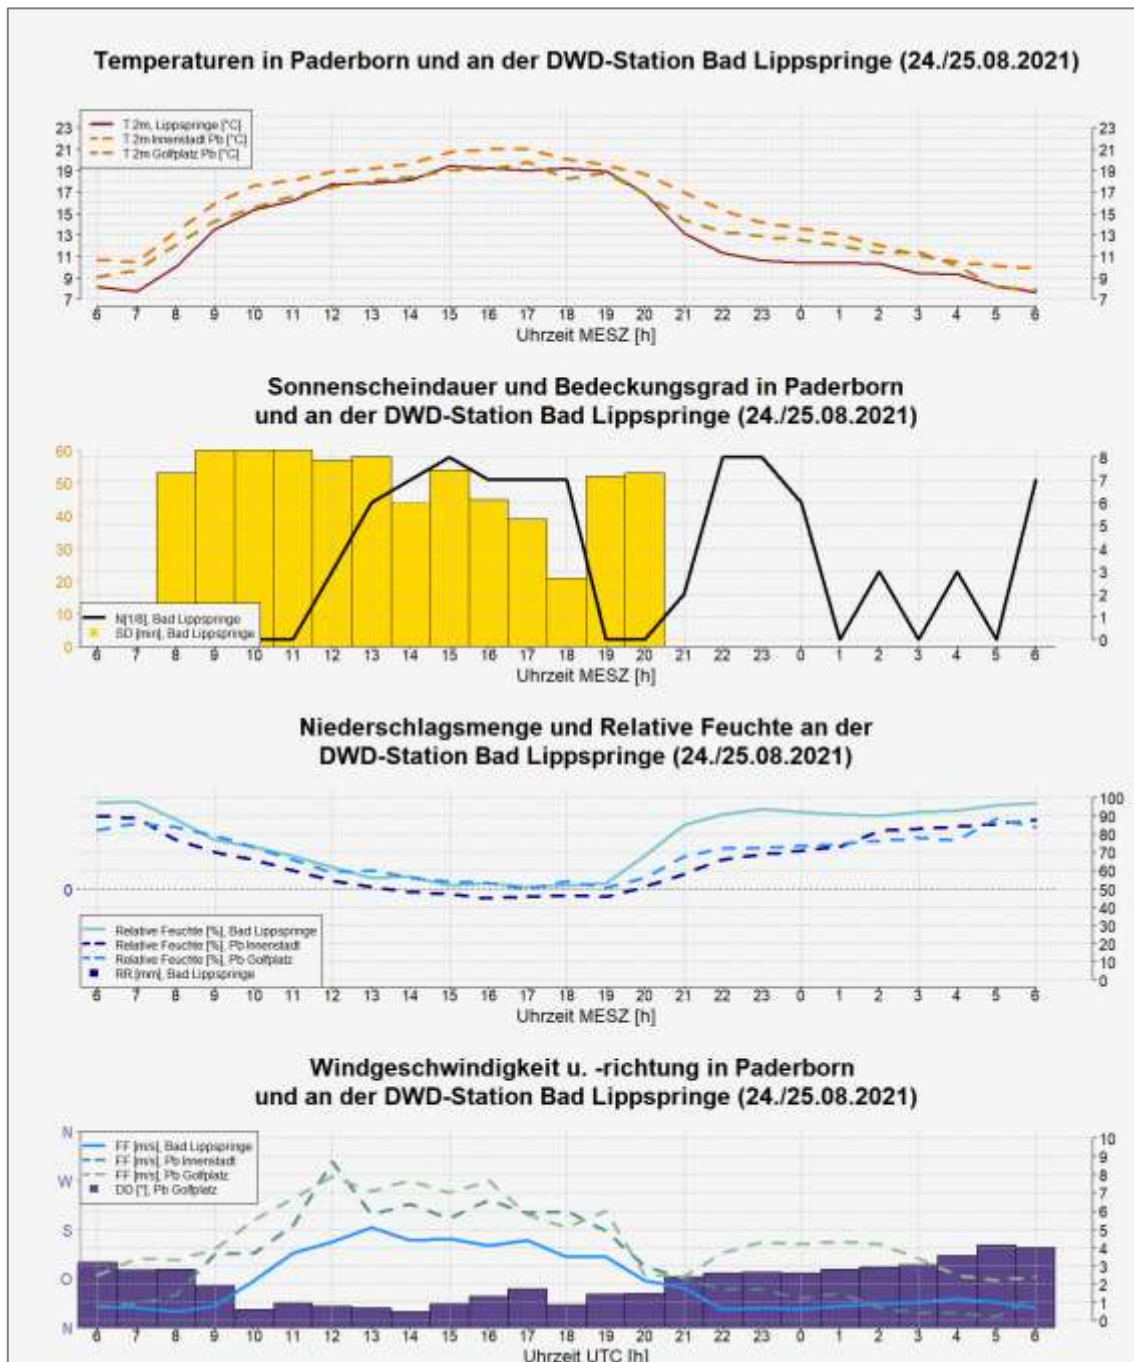 Temperaturen in Paderborn und an der DWD-Station Bad Lippspringe (24./25.08.2021)
T 2m, Lippspringe [°C]
T 2m Innenstadt Pb [°C]
T 2m Golfplatz Pb [°C]
23 21 19 17 15 13 11 9 7
23 21 19 17 15 13 11 9 7
6 7 8 9 10 11 12 13 14 15 16 17 18 19 20 21 22 23 0 1 2 3 4 5 6
Uhrzeit MESZ [h]
Sonnenscheindauer und Bedeckungsgrad in Paderborn
und an der DWD-Station Bad Lippspringe (24./25.08.2021)
60 50 40 30 20 10 0
8 7 6 5 4 3 2 1 0
N[1/8], Bad Lippspringe
SD [min], Bad Lippspringe
6 7 8 9 10 11 12 13 14 15 16 17 18 19 20 21 22 23 0 1 2 3 4 5 6
Uhrzeit MESZ [h]
Niederschlagsmenge und Relative Feuchte an der
DWD-Station Bad Lippspringe (24./25.08.2021)
0
100 90 80 70 60 50 40 30 20 10 0
Relative Feuchte [%], Bad Lippspringe
Relative Feuchte [%], Pb Innenstadt
Relative Feuchte [%], Pb Golfplatz
RR [mm], Bad Lippspringe
6 7 8 9 10 11 12 13 14 15 16 17 18 19 20 21 22 23 0 1 2 3 4 5 6
Uhrzeit MESZ [h]
Windgeschwindigkeit u. -richtung in Paderborn
und an der DWD-Station Bad Lippspringe (24./25.08.2021)
N W S O N
10 9 8 7 6 5 4 3 2 1 0
FF [m/s], Bad Lippspringe
FF [m/s], Pb Innenstadt
FF [m/s], Pb Golfplatz
DD [°], Pb Golfplatz
6 7 8 9 10 11 12 13 14 15 16 17 18 19 20 21 22 23 0 1 2 3 4 5 6
Uhrzeit UTC [h]